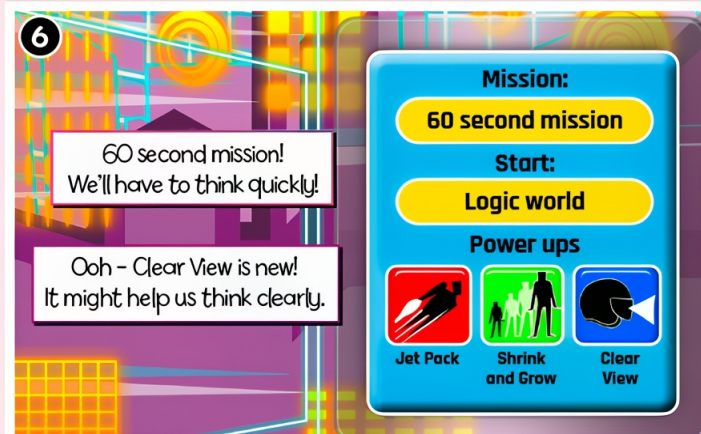 6
60 second mission!
We'll have to think quickly!
Ooh – Clear View is new!
It might help us think clearly.
Mission:
60 second mission
Start:
Logic world
Power ups
Jet Pack
Shrink
and Grow
Clear
View